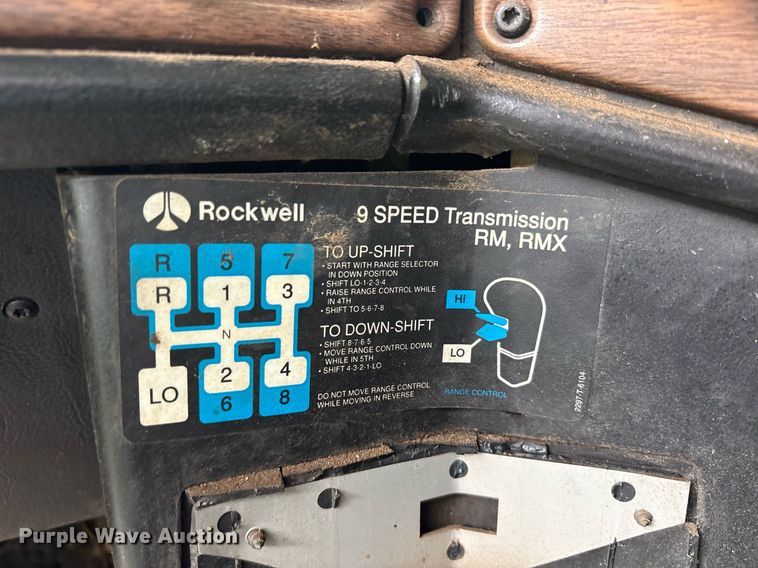 Rockwell
9 SPEED Transmission
RM, RMX
R 5 7
R 1 3
N
LO 2 4
6 8
TO UP-SHIFT
• START WITH RANGE SELECTOR
IN DOWN POSITION
• SHIFT LO-1-2-3-4
• RAISE RANGE CONTROL WHILE
IN 4TH
• SHIFT TO 5-6-7-8
TO DOWN-SHIFT
• SHIFT 8-7-6-5
• MOVE RANGE CONTROL DOWN
WHILE IN 5TH
• SHIFT 4-3-2-1-LO
DO NOT MOVE RANGE CONTROL
WHILE MOVING IN REVERSE
HI
LO
RANGE CONTROL
2297-T-6104
Purple Wave Auction